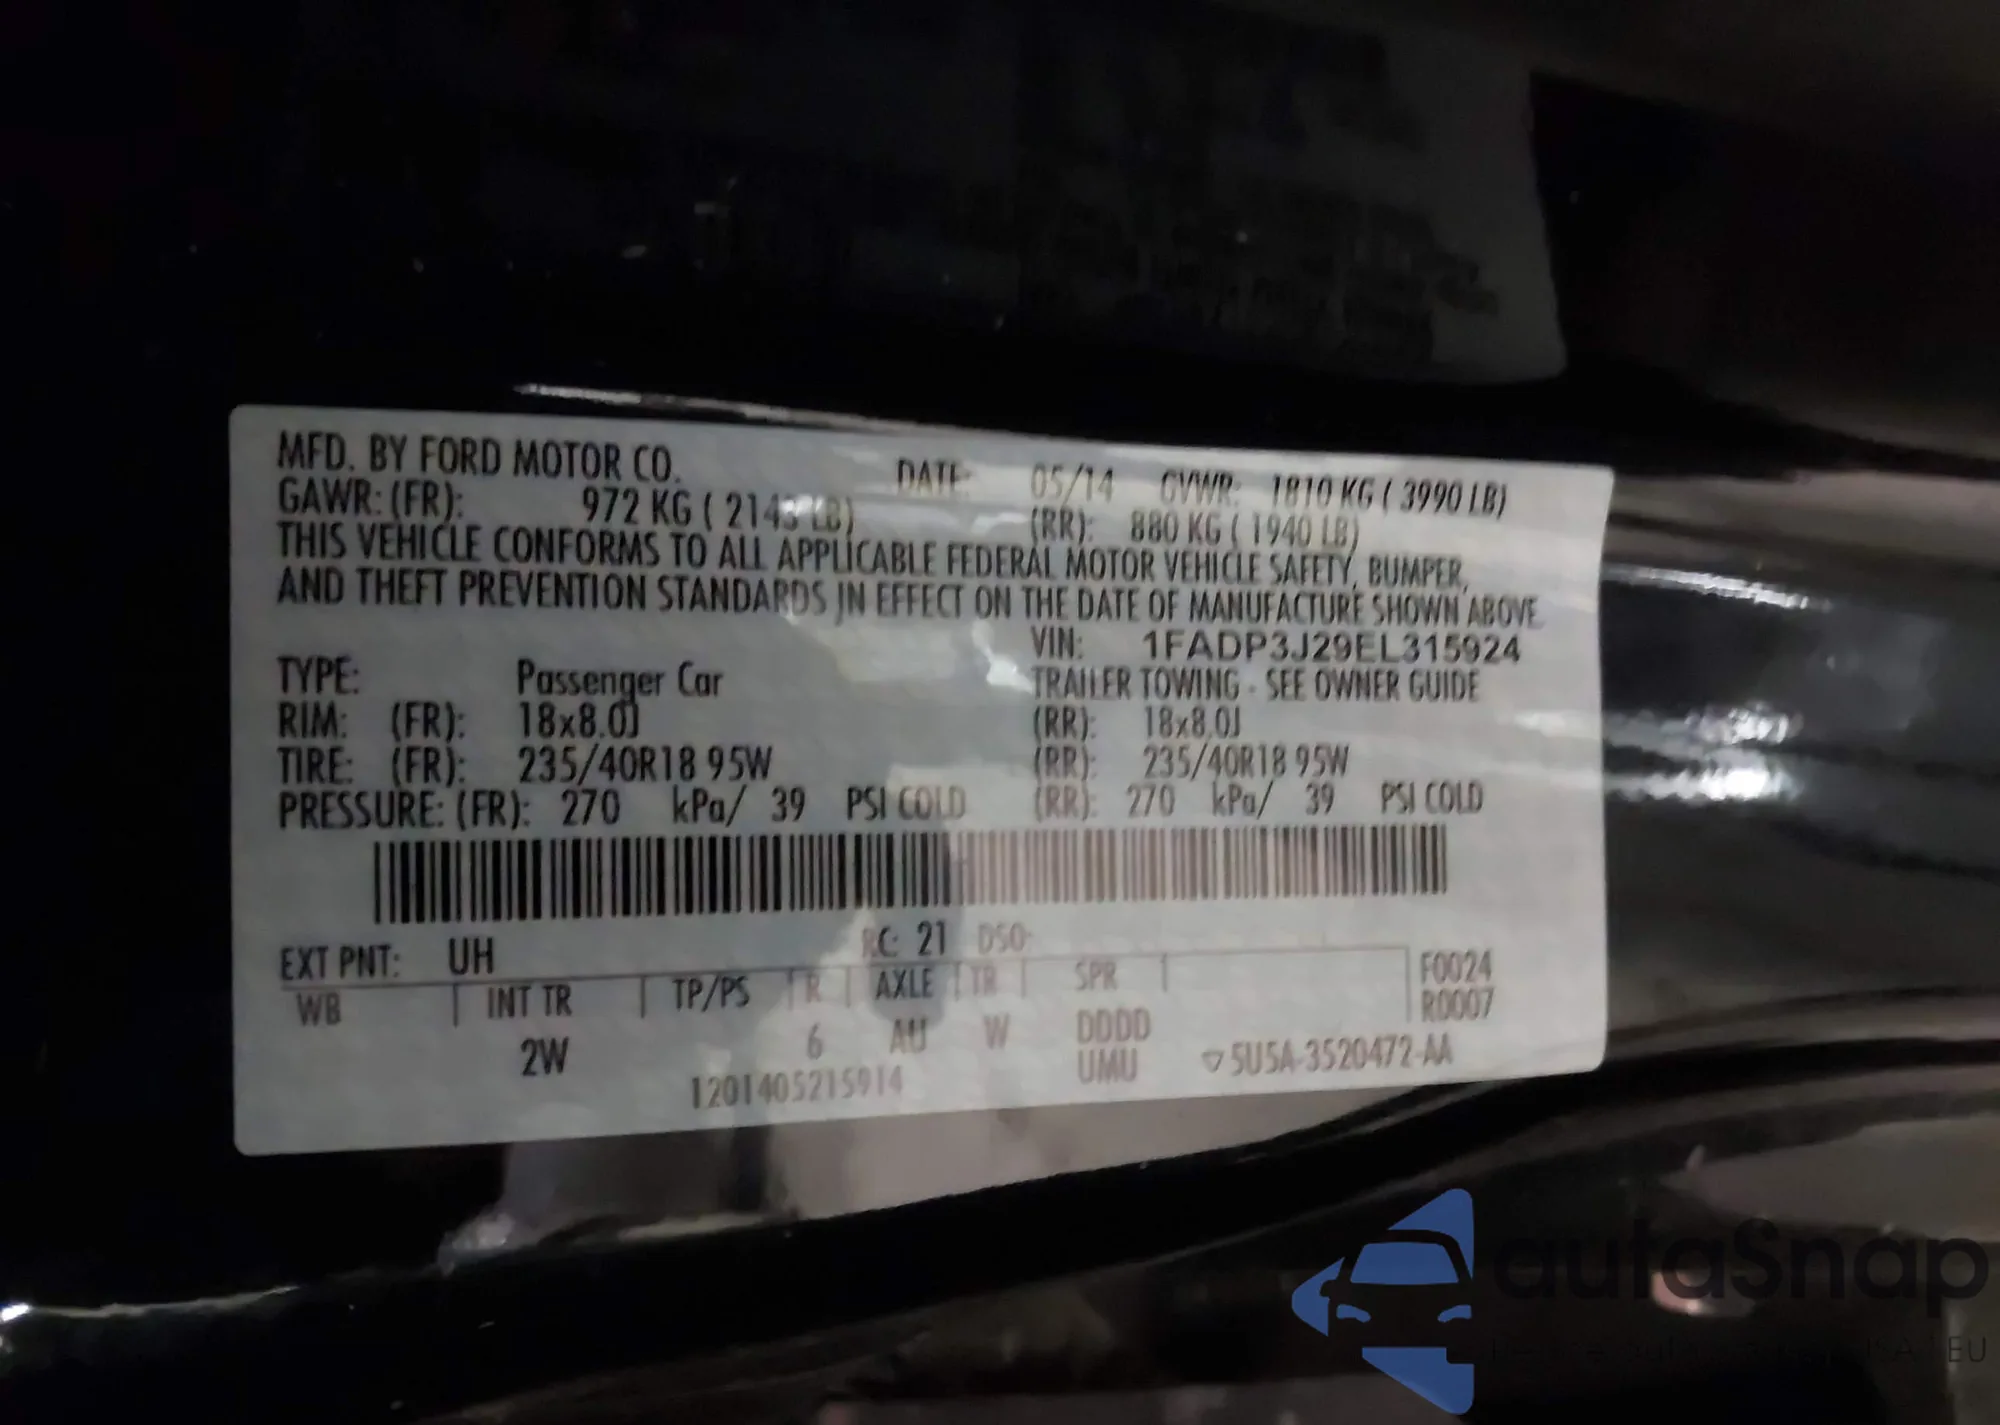 MFD. BY FORD MOTOR CO. DATE: 05/14 GVWR: 1810 KG ( 3990 LB)
GAWR: (FR): 972 KG ( 2143 LB) (RR): 880 KG ( 1940 LB)
THIS VEHICLE CONFORMS TO ALL APPLICABLE FEDERAL MOTOR VEHICLE SAFETY, BUMPER,
AND THEFT PREVENTION STANDARDS IN EFFECT ON THE DATE OF MANUFACTURE SHOWN ABOVE.
VIN: 1FADP3J29EL315924
TYPE: Passenger Car TRAILER TOWING - SEE OWNER GUIDE
RIM: (FR): 18x8.0J (RR): 18x8.0J
TIRE: (FR): 235/40R18 95W (RR): 235/40R18 95W
PRESSURE: (FR): 270 kPa/ 39 PSI COLD (RR): 270 kPa/ 39 PSI COLD
EXT PNT: UH RC: 21 DSO:
WB | INT TR | TP/PS | R | AXLE | TR | SPR | F0024
R0007
2W 6 AU W DDDD
UMU ▽5U5A-3520472-AA
1201405215914
autaSnap